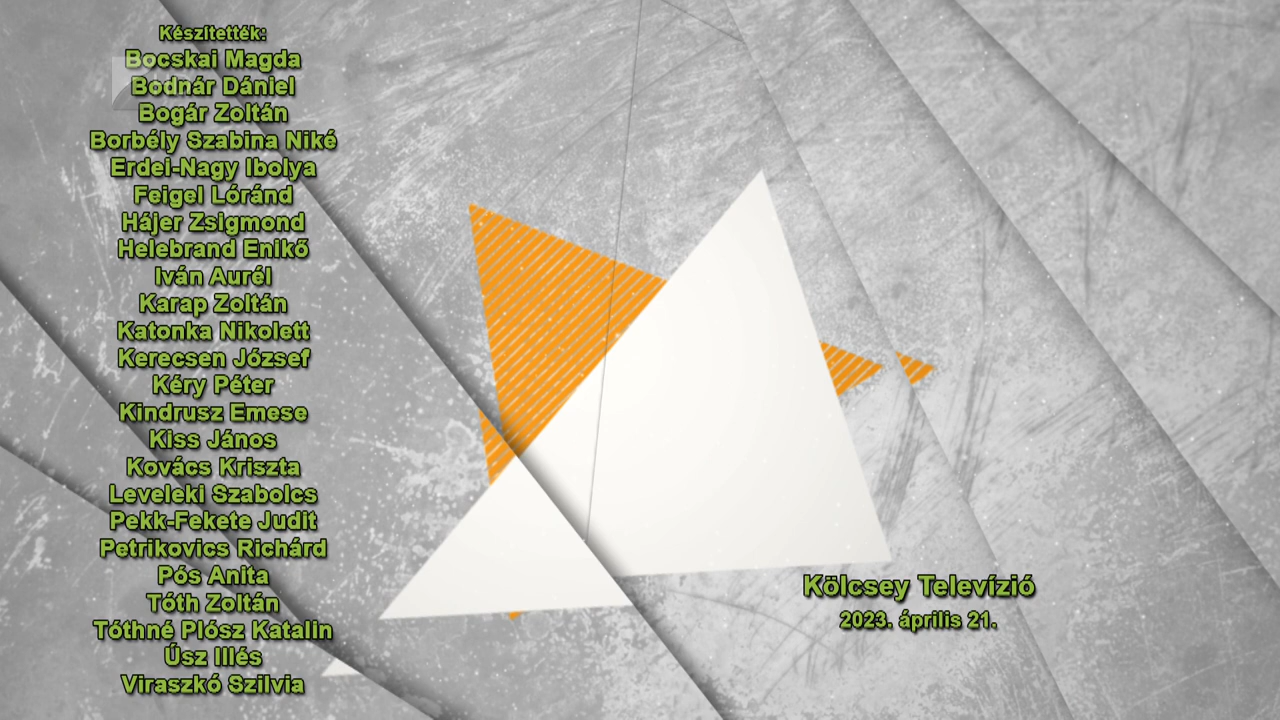 Készítették:
Bocskai Magda
Bodnár Dániel
Bogár Zoltán
Borbély Szabina Niké
Erdei-Nagy Ibolya
Feigel Lóránd
Hájer Zsigmond
Helebrand Enikő
Iván Aurél
Karap Zoltán
Katonka Nikolett
Kerecsen József
Kéry Péter
Kindrusz Emese
Kiss János
Kovács Kriszta
Leveleki Szabolcs
Pekk-Fekete Judit
Petrikovics Richárd
Pós Anita
Tóth Zoltán
Tóthné Plósz Katalin
Úsz Illés
Viraszkó Szilvia
Kölcsey Televízió
2023. április 21.